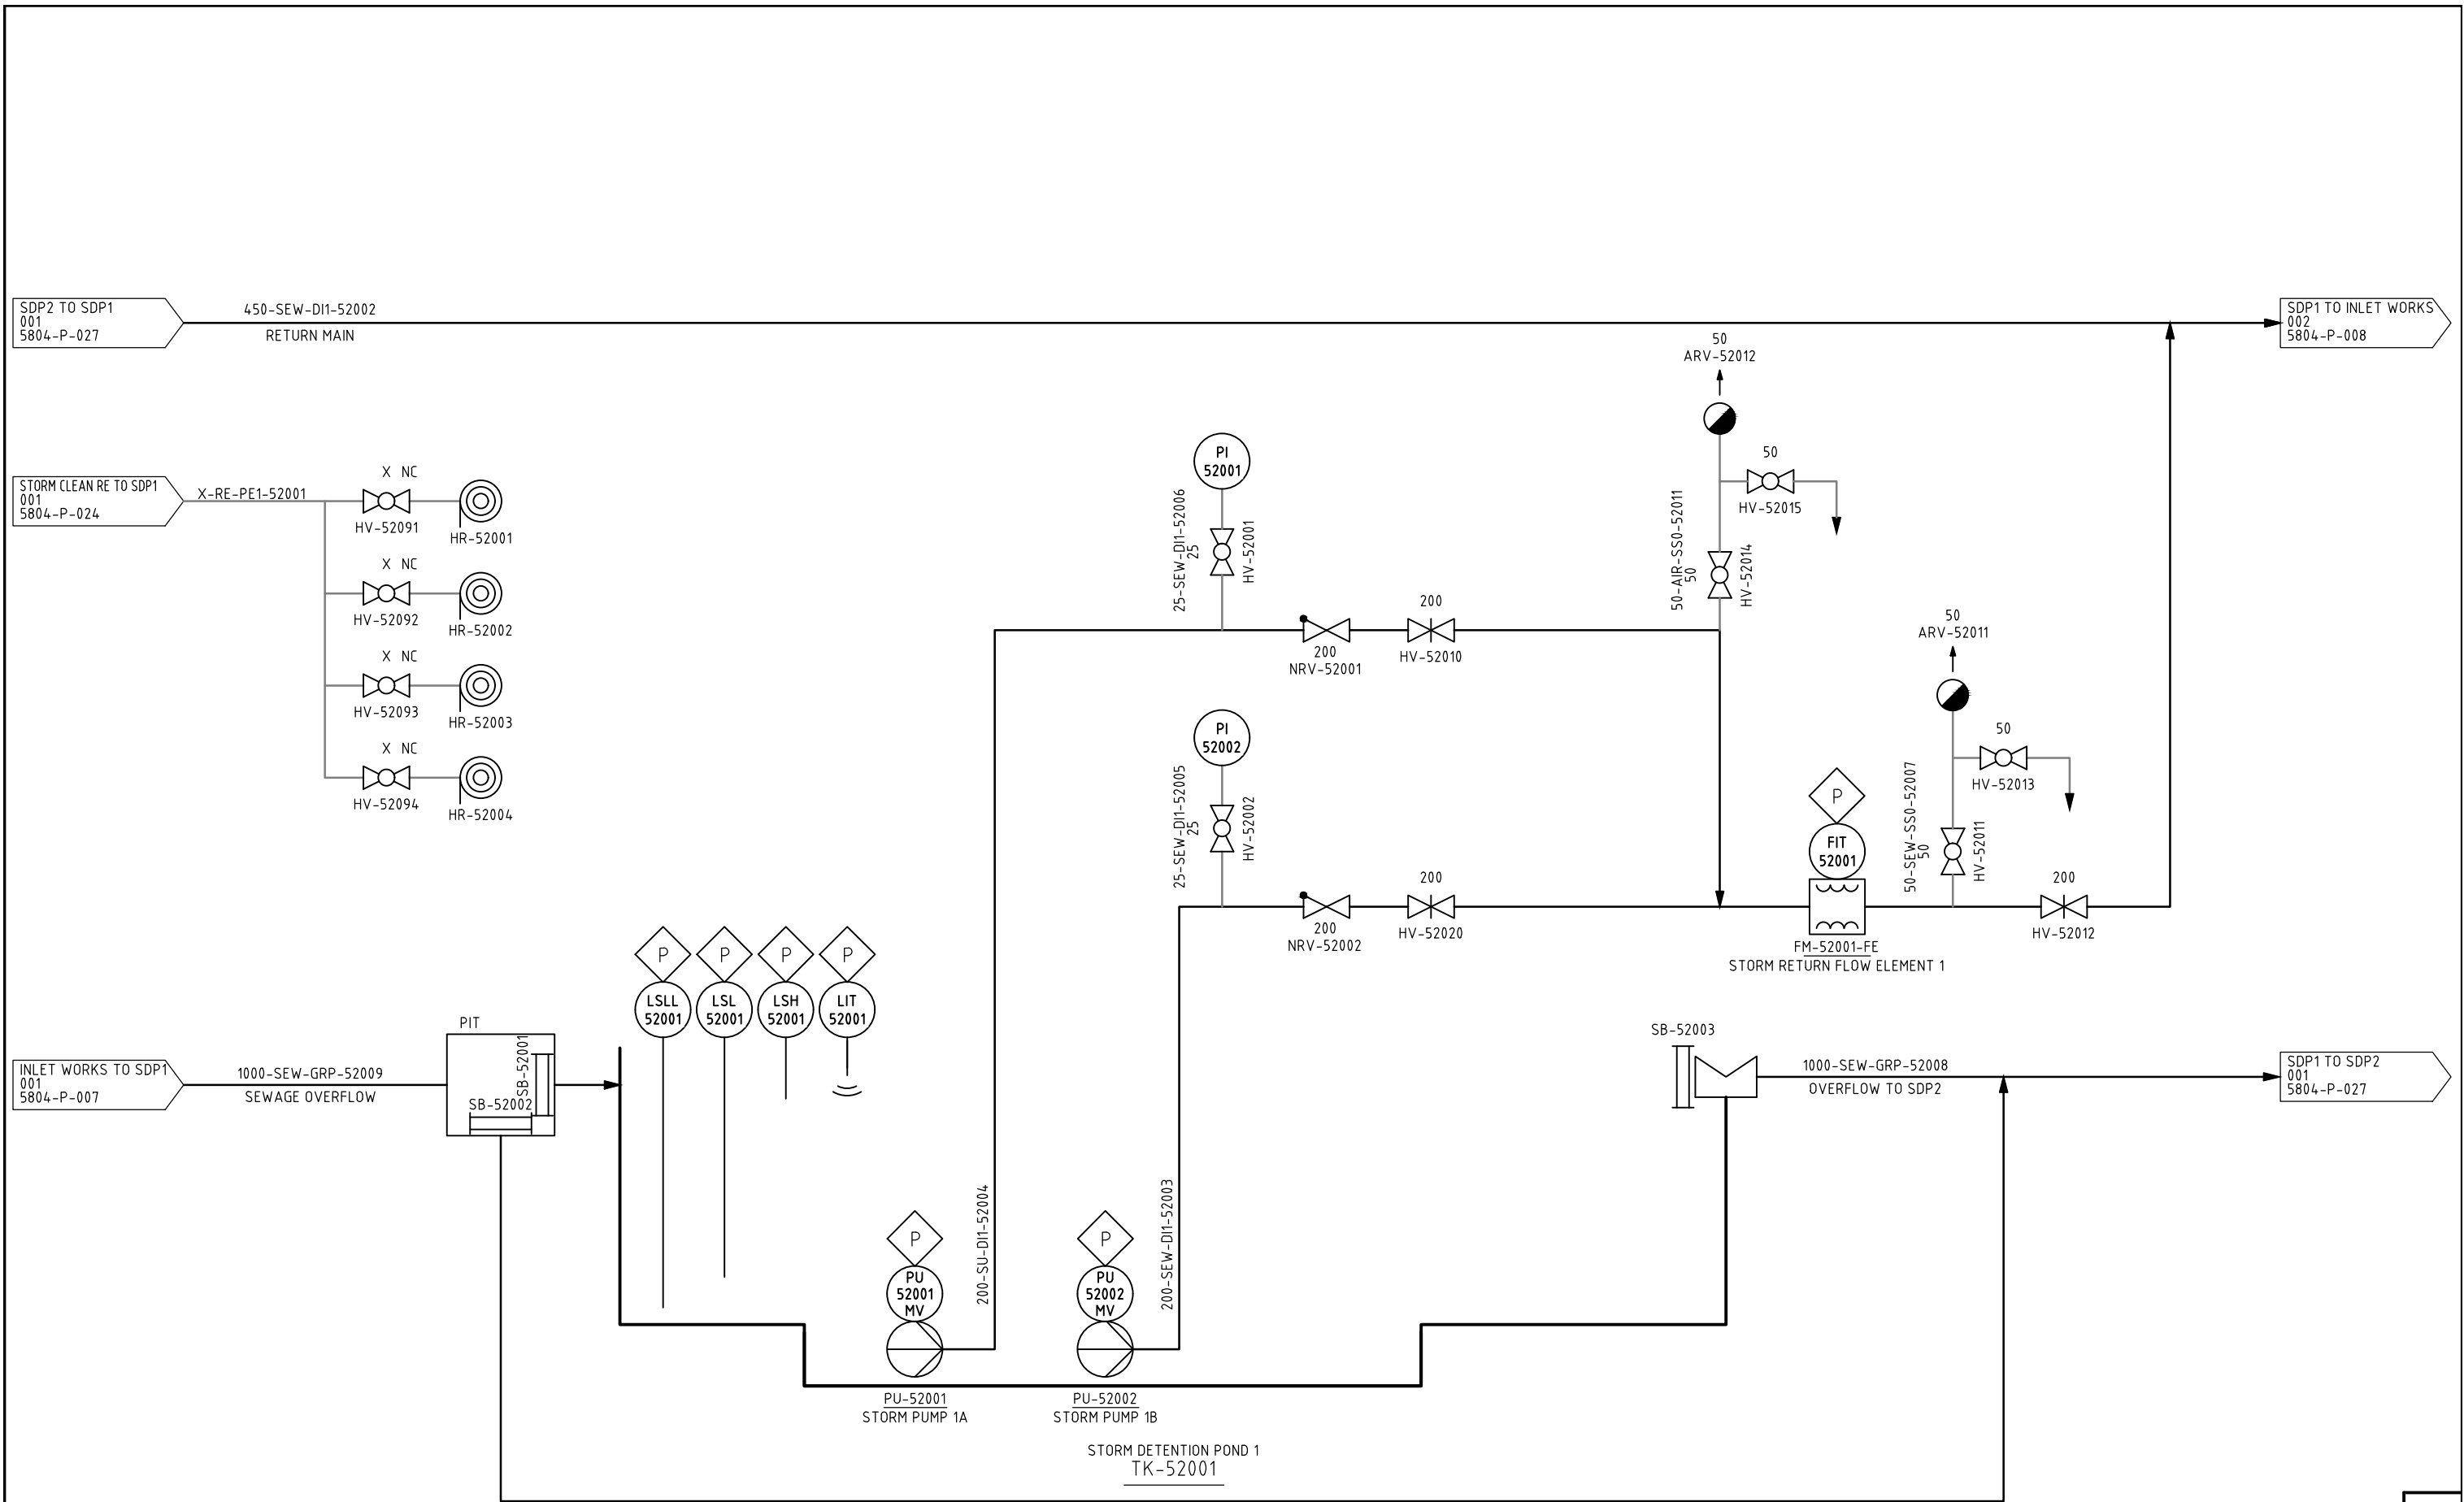 SDP2 TO SDP1
001
5804-P-027
450-SEW-DI1-52002
RETURN MAIN
SDP1 TO INLET WORKS
002
5804-P-008
STORM CLEAN RE TO SDP1
001
5804-P-024
X-RE-PE1-52001
X NC
HV-52091
HR-52001
X NC
HV-52092
HR-52002
X NC
HV-52093
HR-52003
X NC
HV-52094
HR-52004
PI
52001
25-SEW-DI1-52006
25
HV-52001
200
NRV-52001
200
HV-52010
50
ARV-52012
50
HV-52015
50-AIR-SS0-52011
50
HV-52014
PI
52002
25-SEW-DI1-52005
25
HV-52002
200
NRV-52002
200
HV-52020
P
FIT
52001
FM-52001-FE
STORM RETURN FLOW ELEMENT 1
50
ARV-52011
50
HV-52013
50-SEW-SS0-52007
50
HV-52011
200
HV-52012
INLET WORKS TO SDP1
001
5804-P-007
1000-SEW-GRP-52009
SEWAGE OVERFLOW
PIT
SB-52001
SB-52002
P
LSLL
52001
P
LSL
52001
P
LSH
52001
P
LIT
52001
P
PU
52001
MV
200-SU-DI1-52004
PU-52001
STORM PUMP 1A
P
PU
52002
MV
200-SEW-DI1-52003
PU-52002
STORM PUMP 1B
SB-52003
1000-SEW-GRP-52008
OVERFLOW TO SDP2
SDP1 TO SDP2
001
5804-P-027
STORM DETENTION POND 1
TK-52001